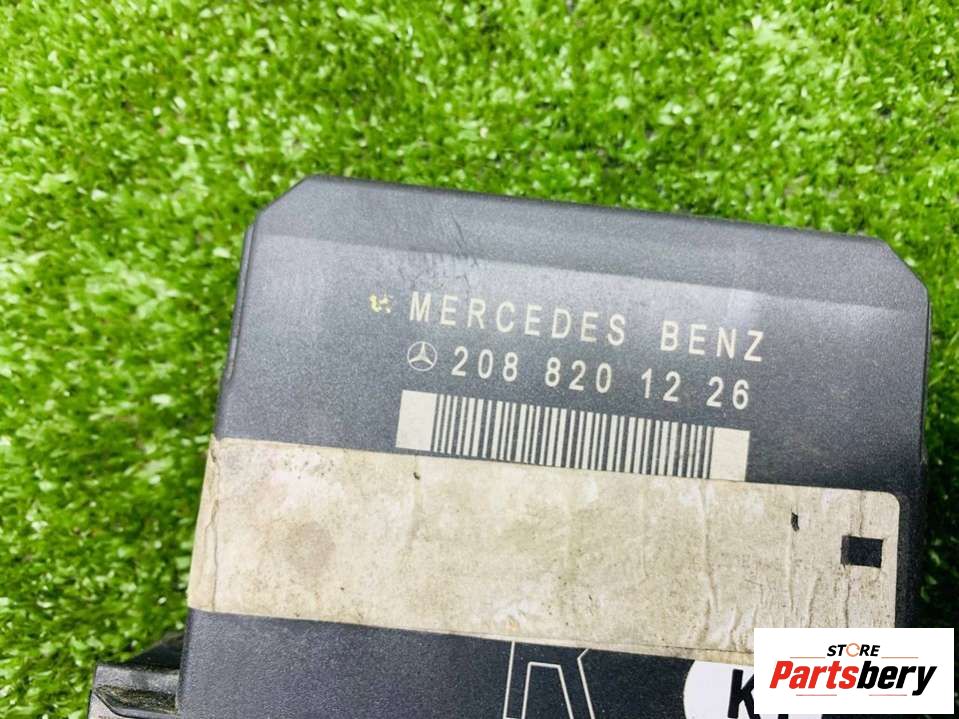 MERCEDES BENZ
208 820 12 26
K
STORE
Partsbery